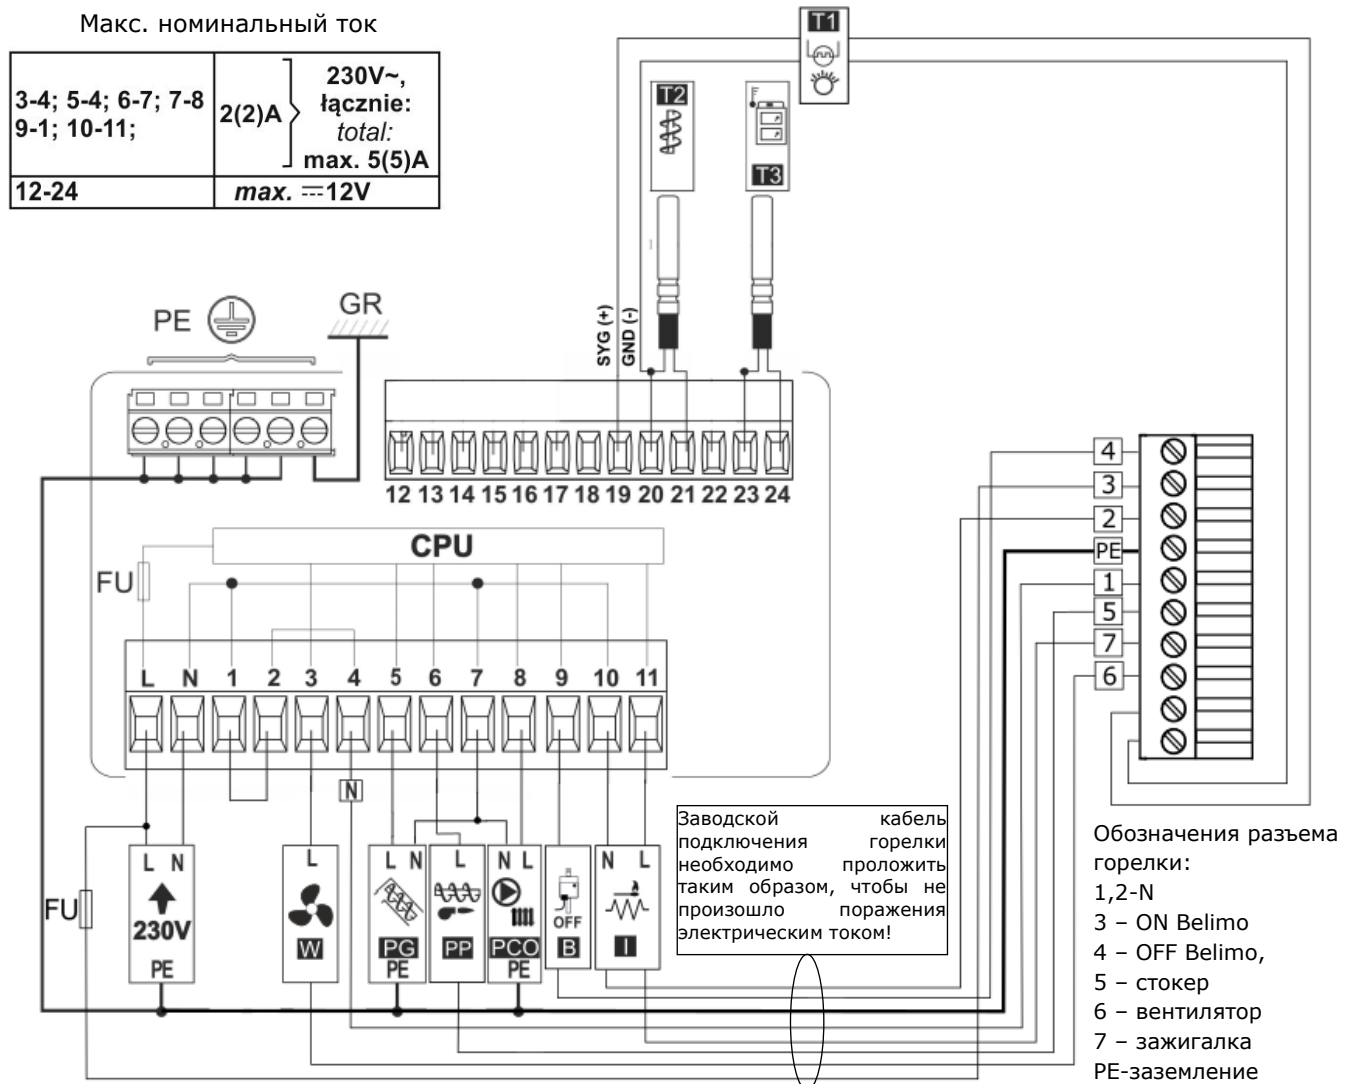 Макс. номинальный ток
3-4; 5-4; 6-7; 7-8
9-1; 10-11;
2(2)A
230V~,
łącznie:
total:
max. 5(5)A
12-24
max. ⎓12V
T1
T2
T3
SYG (+)
GND (-)
PE
GR
12 13 14 15 16 17 18 19 20 21 22 23 24
CPU
FU
L N 1 2 3 4 5 6 7 8 9 10 11
N
4
3
2
PE
1
5
7
6
FU
L N
230V
PE
L
W
L N
PG
PE
L
PP
N L
PCO
PE
OFF
B
N L
I
Заводской кабель
подключения горелки
необходимо проложить
таким образом, чтобы не
произошло поражения
электрическим током!
Обозначения разъема
горелки:
1,2-N
3 – ON Belimo
4 – OFF Belimo,
5 – стокер
6 – вентилятор
7 – зажигалка
PE-заземление